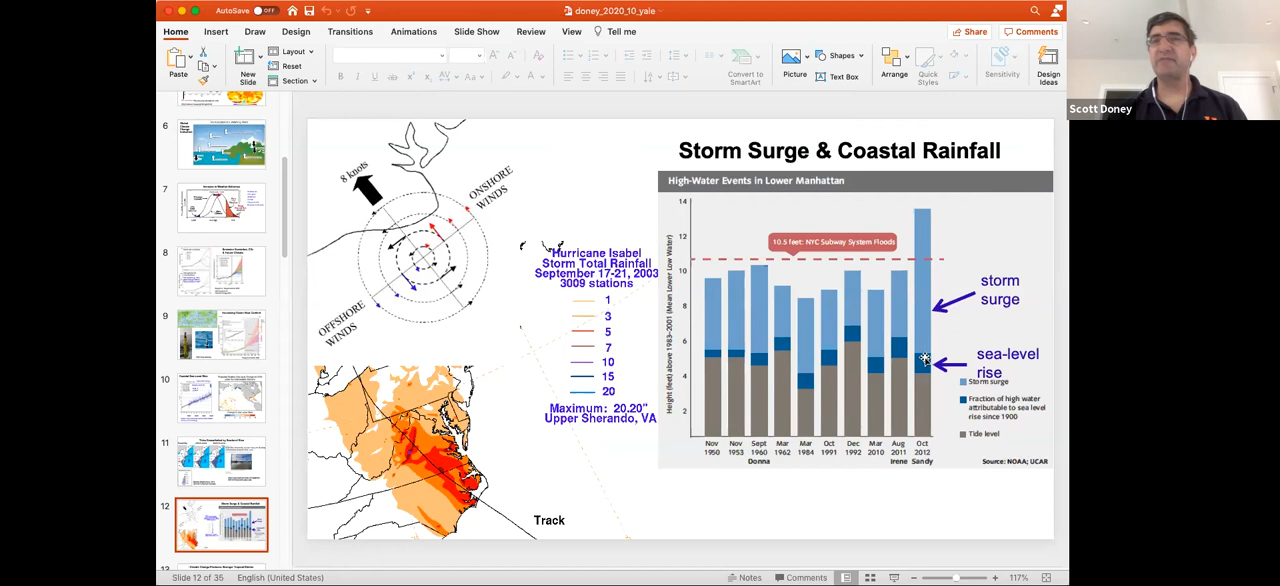 AutoSave OFF
doney_2020_10_yale
Home Insert Draw Design Transitions Animations Slide Show Review View Tell me
Share Comments
Paste
New
Slide
Layout
Reset
Section
Convert to
SmartArt
Picture
Shapes
Text Box
Arrange
Quick
Styles
Sensitivity
Design
Ideas
Scott Doney
6
7
8
9
10
11
12
13
Storm Surge & Coastal Rainfall
8 knots
ONSHORE
WINDS
OFFSHORE
WINDS
Hurricane Isabel
Storm Total Rainfall
September 17-21, 2003
3009 stations
1
3
5
7
10
15
20
Maximum: 20.20"
Upper Sherando, VA
Track
High-Water Events in Lower Manhattan
Height (feet) above 1983–2001 (Mean Lower Low Water)
14
12
10
8
6
4
2
10.5 feet: NYC Subway System Floods
storm
surge
sea-level
rise
Storm surge
Fraction of high water
attributable to sea level
rise since 1900
Tide level
Nov Nov Sept Mar Mar Oct Dec Mar Aug Oct
1950 1953 1960 1962 1984 1991 1992 2010 2011 2012
Donna Irene Sandy
Source: NOAA; UCAR
Slide 12 of 35 English (United States)
Notes Comments 117%